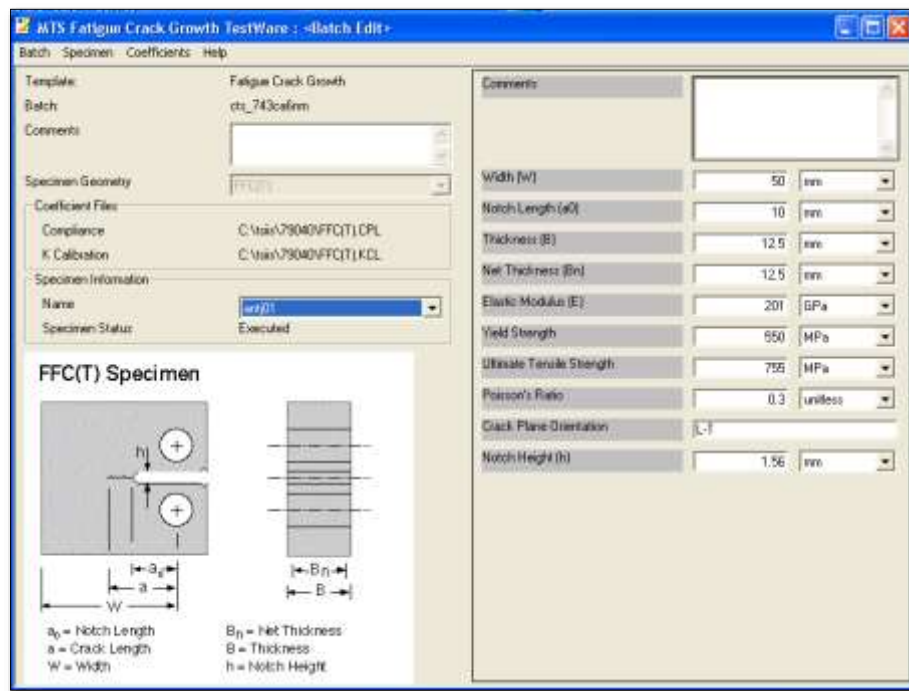 MTS Fatigue Crack Growth TestWare : <Batch Edit>
Batch Specimen Coefficients Help
Template: Fatigue Crack Growth
Batch:
Comments
Specimen Geometry FFC(T)
Coefficient Files
Compliance
K Calibration
Specimen Information
Name
Specimen Status: Executed
FFC(T) Specimen
h
a₀
a
W
Bn
B
a₀ = Notch Length
a = Crack Length
W = Width
Bn = Net Thickness
B = Thickness
h = Notch Height
Comments
Width (W) 50 mm
Notch Length (a0) 10 mm
Thickness (B) 12.5 mm
Net Thickness (Bn) 12.5 mm
Elastic Modulus (E) 201 GPa
Yield Strength MPa
Ultimate Tensile Strength 755 MPa
Poisson's Ratio 0.3 unitless
Crack Plane Orientation L-T
Notch Height (h) 1.56 mm